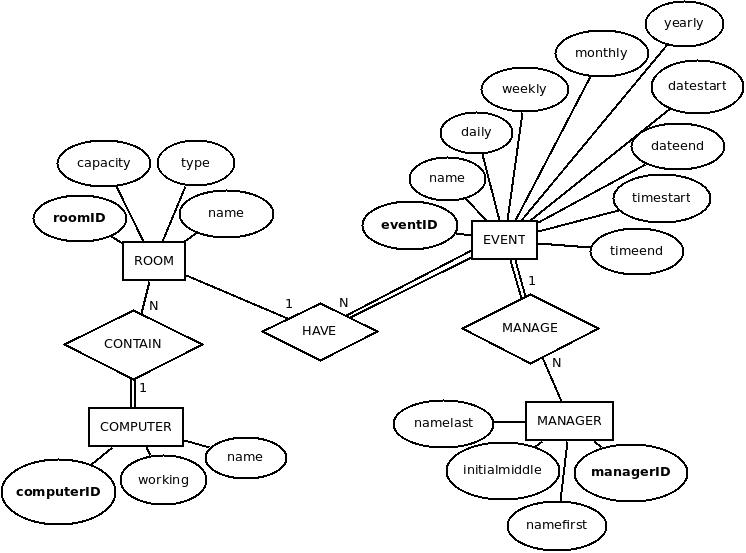 yearly
monthly
weekly
datestart
daily
dateend
capacity
type
name
timestart
roomID
name
eventID
EVENT
timeend
ROOM
1
N
N
1
CONTAIN
HAVE
MANAGE
1
N
COMPUTER
namelast
MANAGER
name
initialmiddle
managerID
computerID
working
namefirst